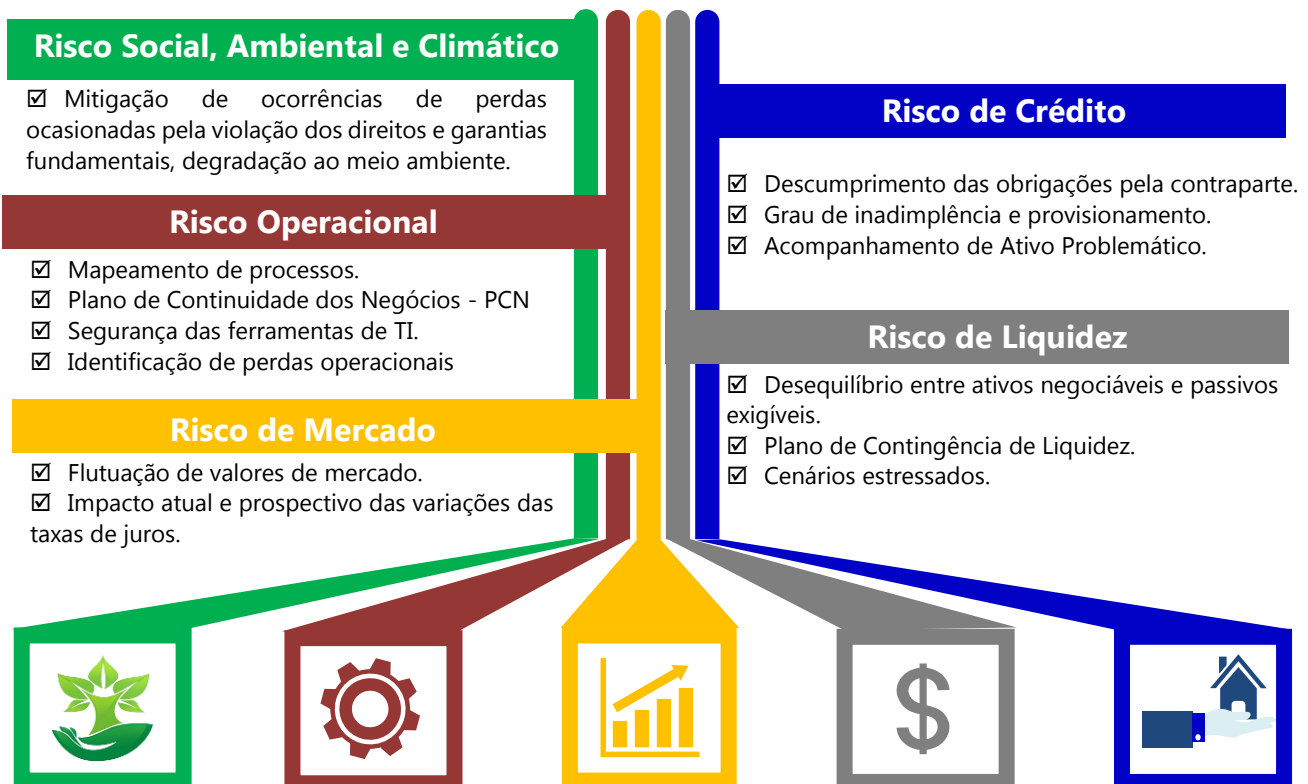 Risco Social, Ambiental e Climático
☑ Mitigação de ocorrências de perdas
ocasionadas pela violação dos direitos e garantias
fundamentais, degradação ao meio ambiente.
Risco Operacional
☑ Mapeamento de processos.
☑ Plano de Continuidade dos Negócios - PCN
☑ Segurança das ferramentas de TI.
☑ Identificação de perdas operacionais
Risco de Mercado
☑ Flutuação de valores de mercado.
☑ Impacto atual e prospectivo das variações das
taxas de juros.
Risco de Crédito
☑ Descumprimento das obrigações pela contraparte.
☑ Grau de inadimplência e provisionamento.
☑ Acompanhamento de Ativo Problemático.
Risco de Liquidez
☑ Desequilíbrio entre ativos negociáveis e passivos
exigíveis.
☑ Plano de Contingência de Liquidez.
☑ Cenários estressados.
$